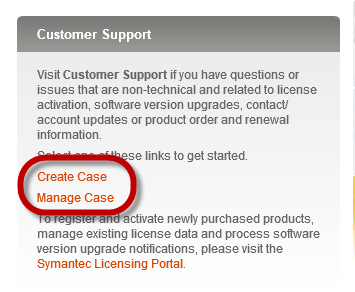 Customer Support
Visit Customer Support if you have questions or
issues that are non-technical and related to license
activation, software version upgrades, contact/
account updates or product order and renewal
information.
Select one of these links to get started.
Create Case
Manage Case
To register and activate newly purchased products,
manage existing license data and process software
version upgrade notifications, please visit the
Symantec Licensing Portal.